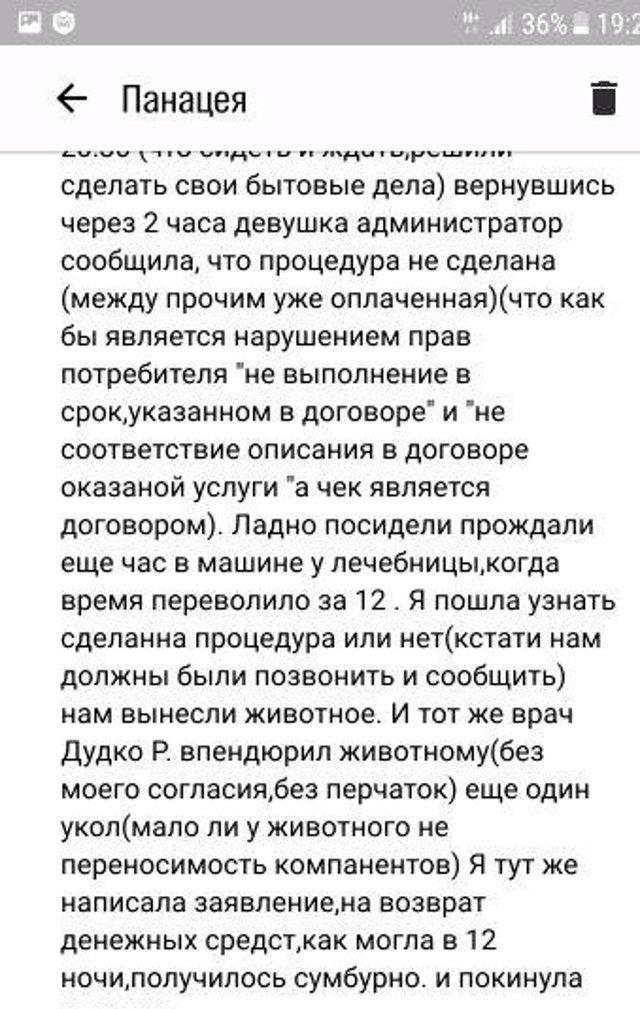 36% 19:2
Панацея
20:30 (что сидеть и ждать,решили
сделать свои бытовые дела) вернувшись
через 2 часа девушка администратор
сообщила, что процедура не сделана
(между прочим уже оплаченная)(что как
бы является нарушением прав
потребителя "не выполнение в
срок,указанном в договоре" и "не
соответствие описания в договоре
оказаной услуги "а чек является
договором). Ладно посидели прождали
еще час в машине у лечебницы,когда
время переволило за 12 . Я пошла узнать
сделанна процедура или нет(кстати нам
должны были позвонить и сообщить)
нам вынесли животное. И тот же врач
Дудко Р. впендюрил животному(без
моего согласия,без перчаток) еще один
укол(мало ли у животного не
переносимость компанентов) Я тут же
написала заявление,на возврат
денежных средст,как могла в 12
ночи,получилось сумбурно. и покинула